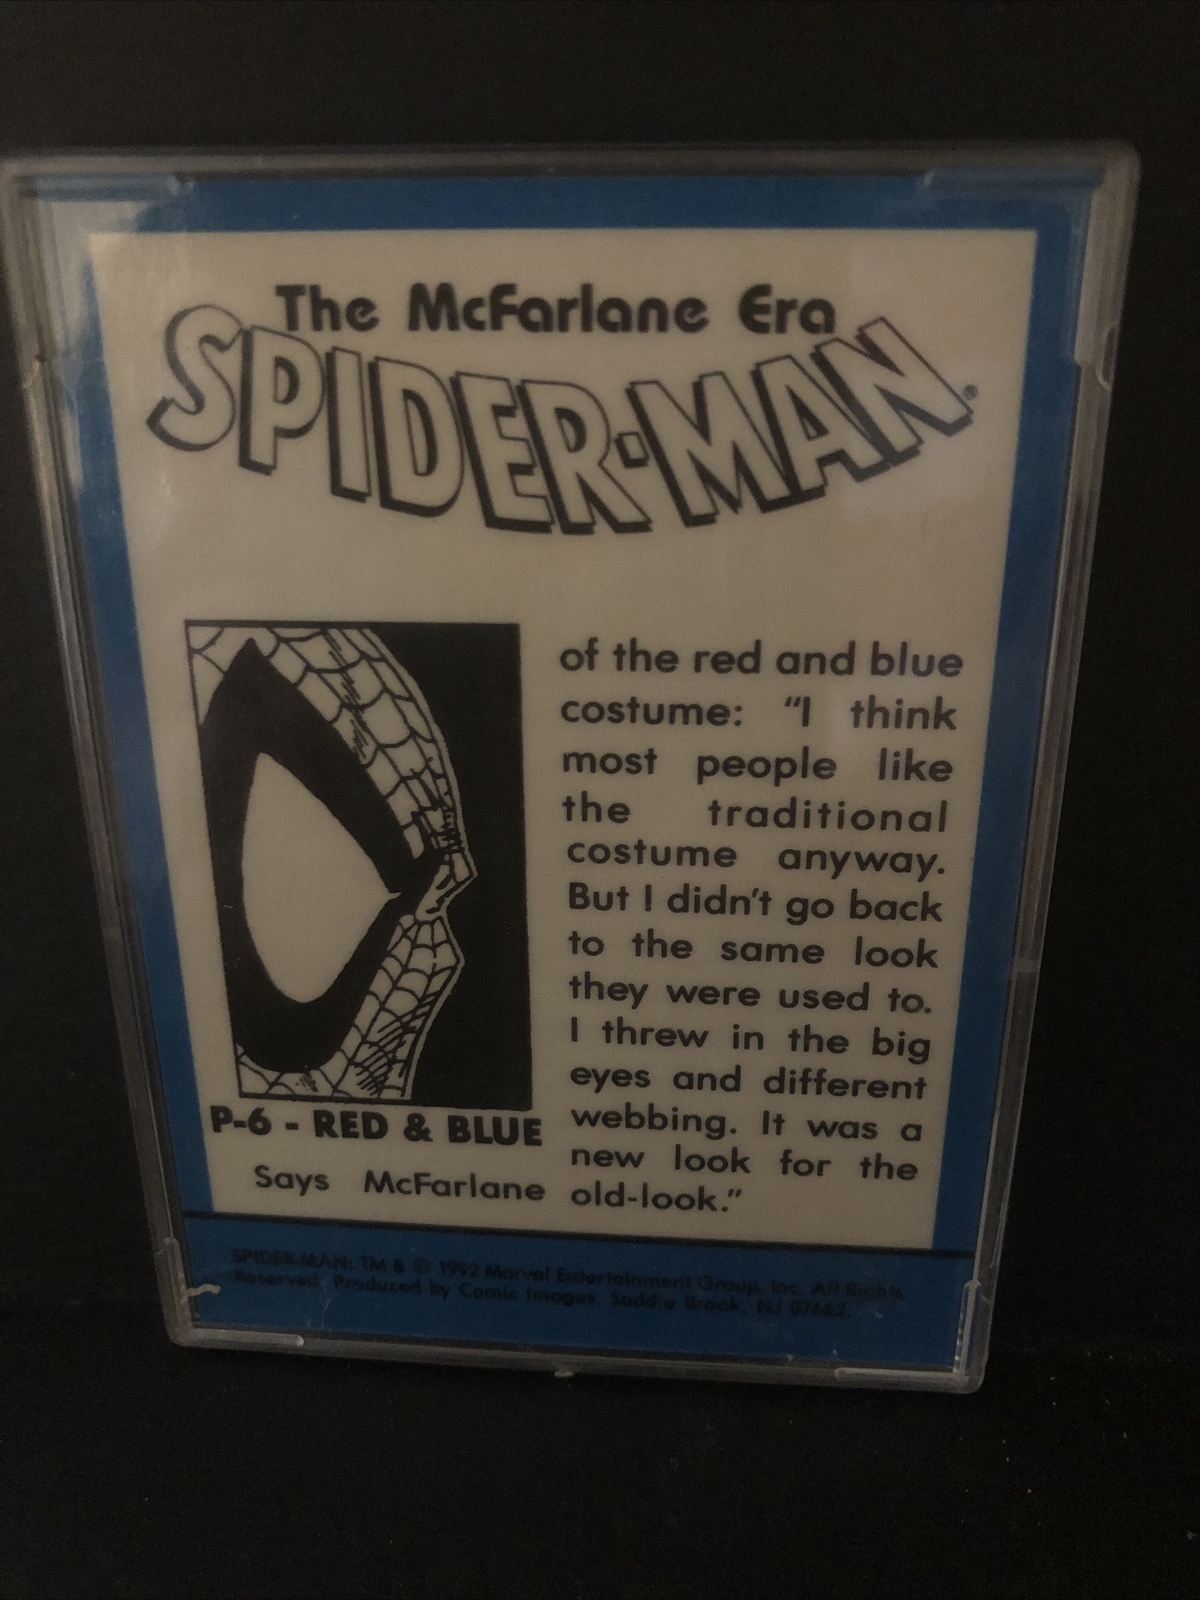 The McFarlane Era
SPIDER-MAN®
P-6 - RED & BLUE
Says McFarlane
of the red and blue
costume: "I think
most people like
the traditional
costume anyway.
But I didn't go back
to the same look
they were used to.
I threw in the big
eyes and different
webbing. It was a
new look for the
old-look."
SPIDER-MAN: TM & © 1992 Marvel Entertainment Group, Inc. All Rights
Reserved. Produced by Comic Images. Saddle Brook, NJ 07662.